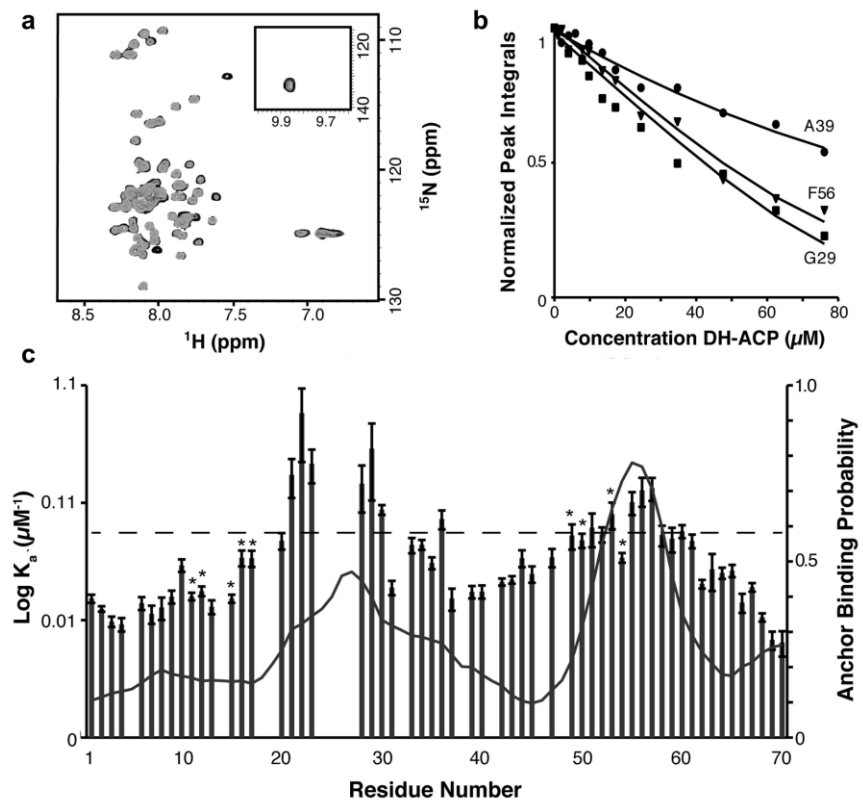 a
120
140
9.9 9.7
110
120
130
15N (ppm)
8.5 8.0 7.5 7.0
1H (ppm)
b
1
0.5
0
Normalized Peak Integrals
A39
F56
G29
0 20 40 60 80
Concentration DH-ACP (µM)
c
1.1
0.11
0.01
0
Log Ka (µM-1)
* * * * * * * * *
1.0
0.5
0
Anchor Binding Probability
1 10 20 30 40 50 60 70
Residue Number